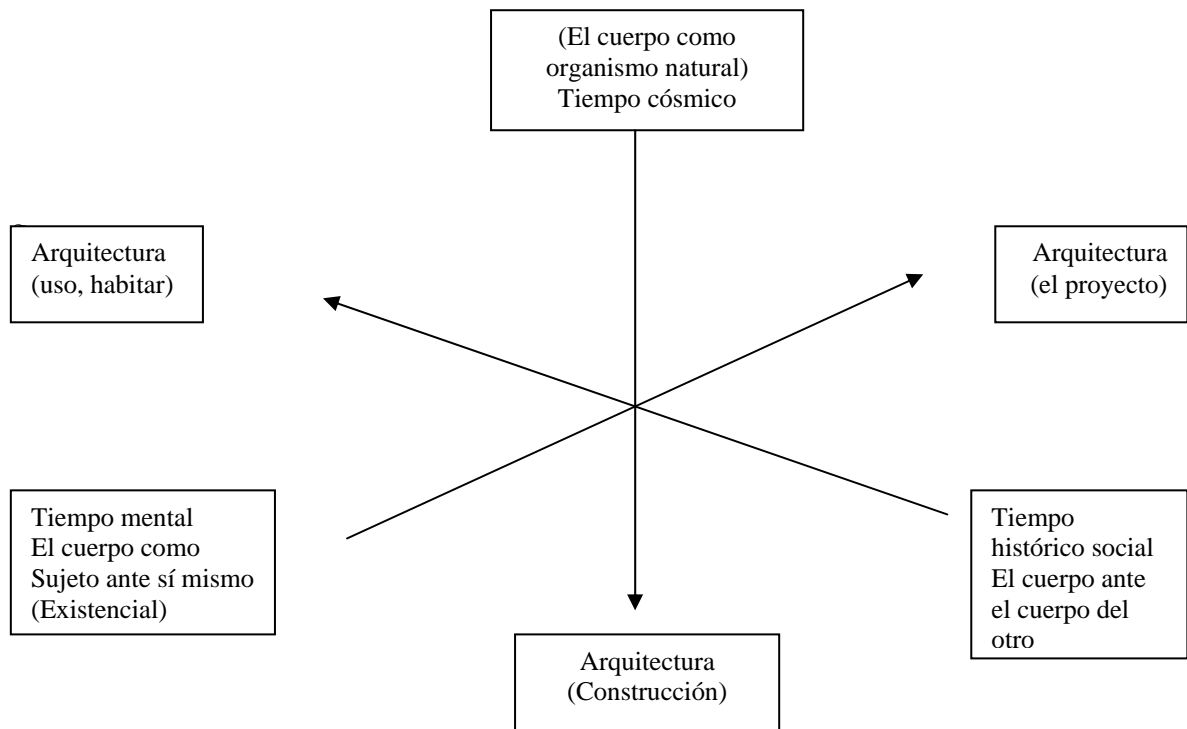 (El cuerpo como
organismo natural)
Tiempo cósmico
Arquitectura
(uso, habitar)
Arquitectura
(el proyecto)
Tiempo mental
El cuerpo como
Sujeto ante sí mismo
(Existencial)
Tiempo
histórico social
El cuerpo ante
el cuerpo del
otro
Arquitectura
(Construcción)